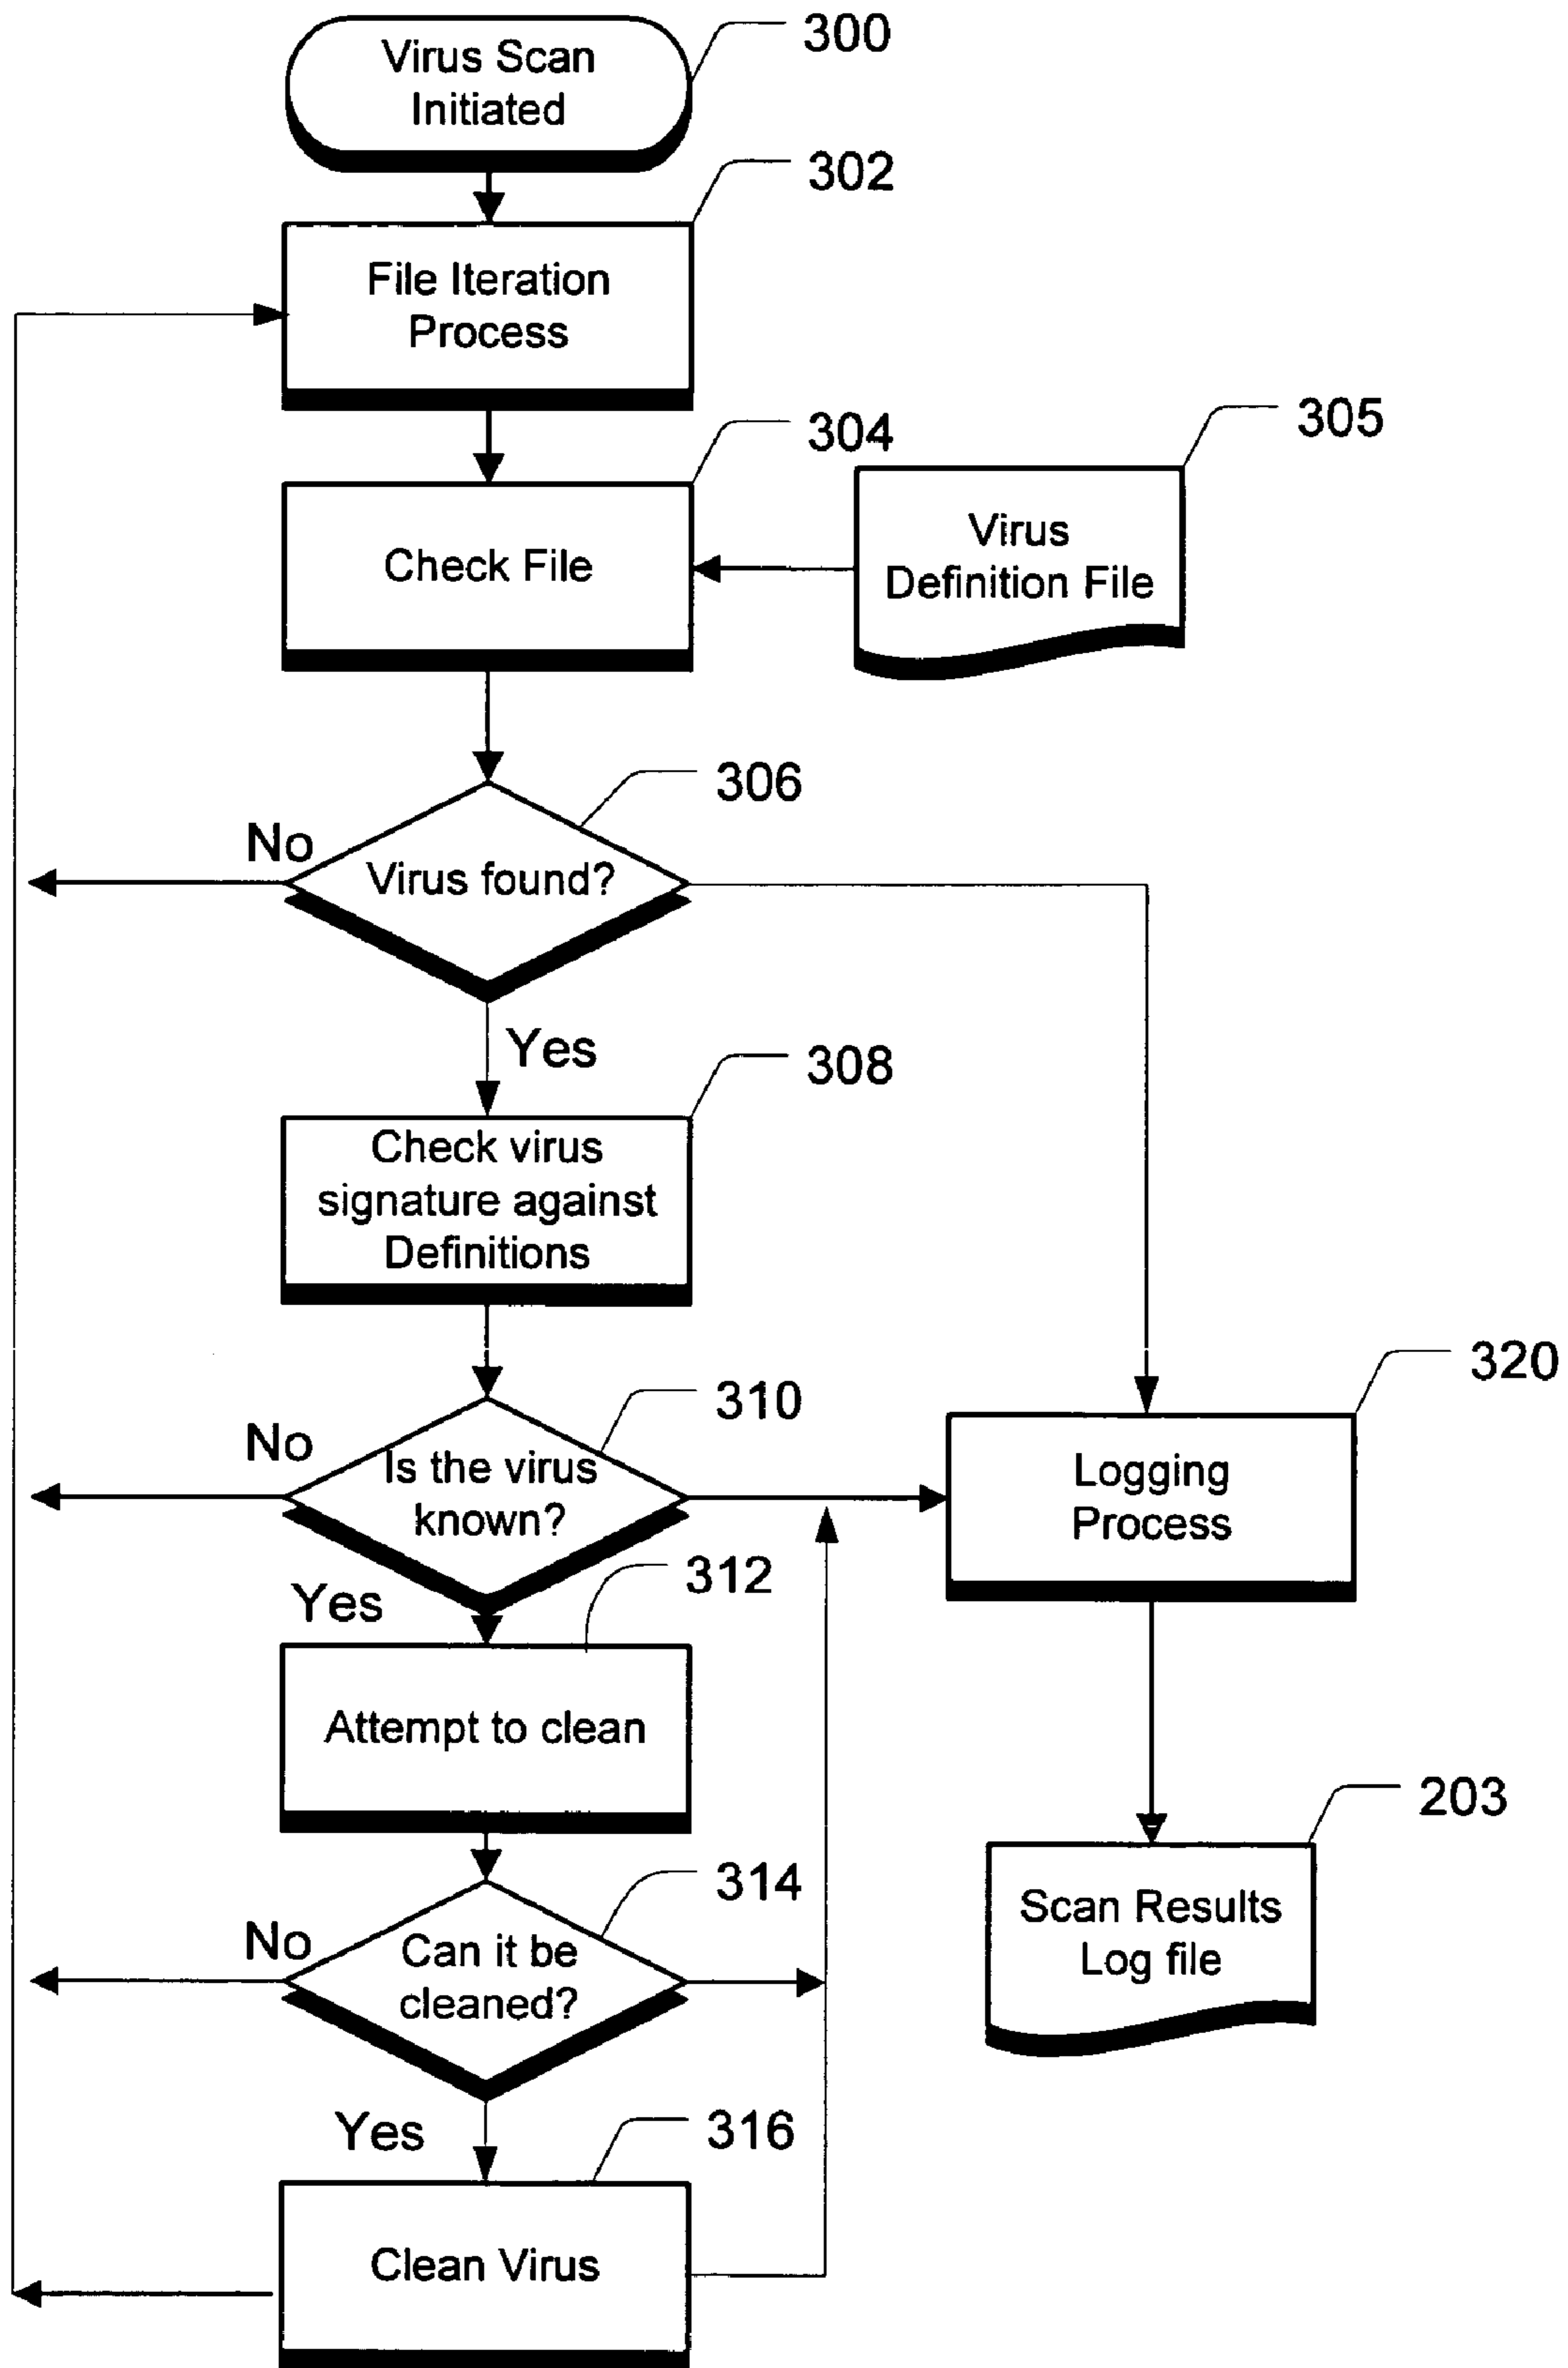 Virus Scan
Initiated
300
File Iteration
Process
302
Check File
304
Virus
Definition File
305
Virus found?
306
No
Yes
Check virus
signature against
Definitions
308
Is the virus
known?
310
No
Yes
Logging
Process
320
Attempt to clean
312
Can it be
cleaned?
314
No
Yes
Scan Results
Log file
203
Clean Virus
316